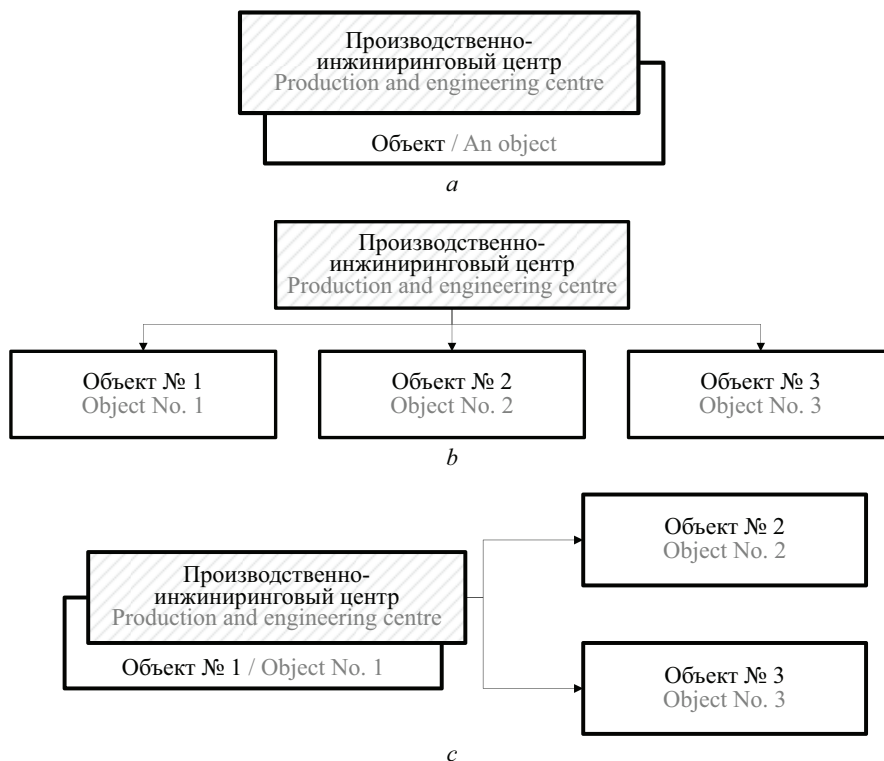 Производственно-
инжиниринговый центр
Production and engineering centre
Объект / An object
a
Производственно-
инжиниринговый центр
Production and engineering centre
Объект № 1
Object No. 1
Объект № 2
Object No. 2
Объект № 3
Object No. 3
b
Производственно-
инжиниринговый центр
Production and engineering centre
Объект № 1 / Object No. 1
Объект № 2
Object No. 2
Объект № 3
Object No. 3
c